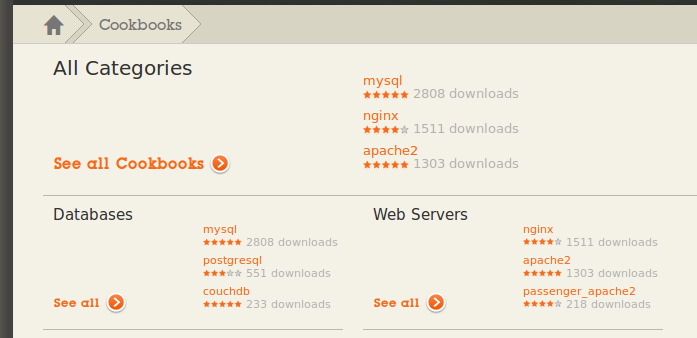 Cookbooks
All Categories
mysql
2808 downloads
nginx
1511 downloads
apache2
1303 downloads
See all Cookbooks
Databases
mysql
2808 downloads
postgresql
551 downloads
couchdb
233 downloads
See all
Web Servers
nginx
1511 downloads
apache2
1303 downloads
passenger_apache2
218 downloads
See all